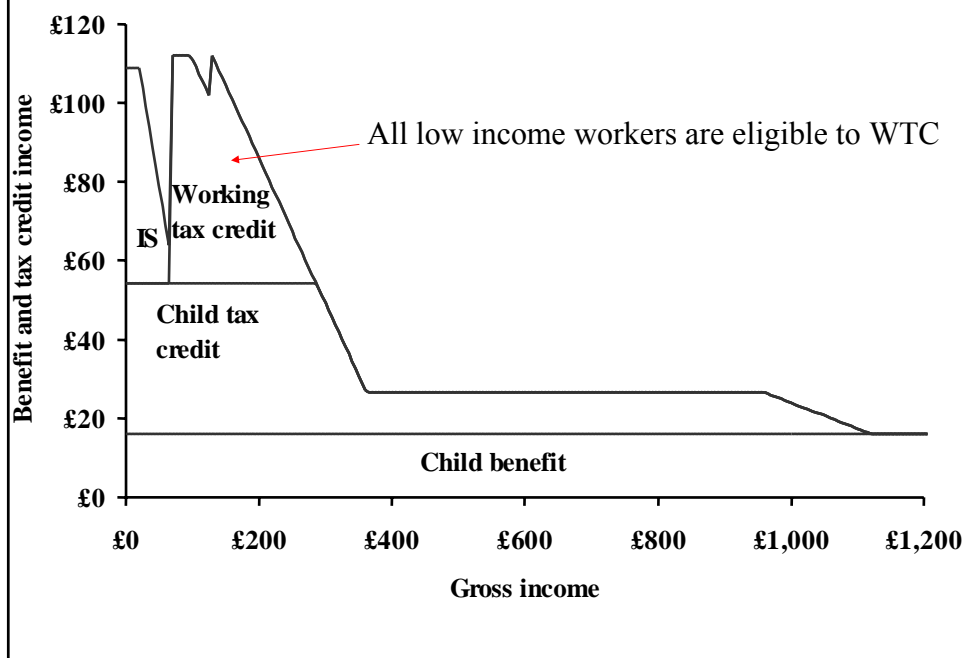 Benefit and tax credit income
£120
£100
£80
£60
£40
£20
£0
All low income workers are eligible to WTC
Working
tax credit
IS
Child tax
credit
Child benefit
£0 £200 £400 £600 £800 £1,000 £1,200
Gross income